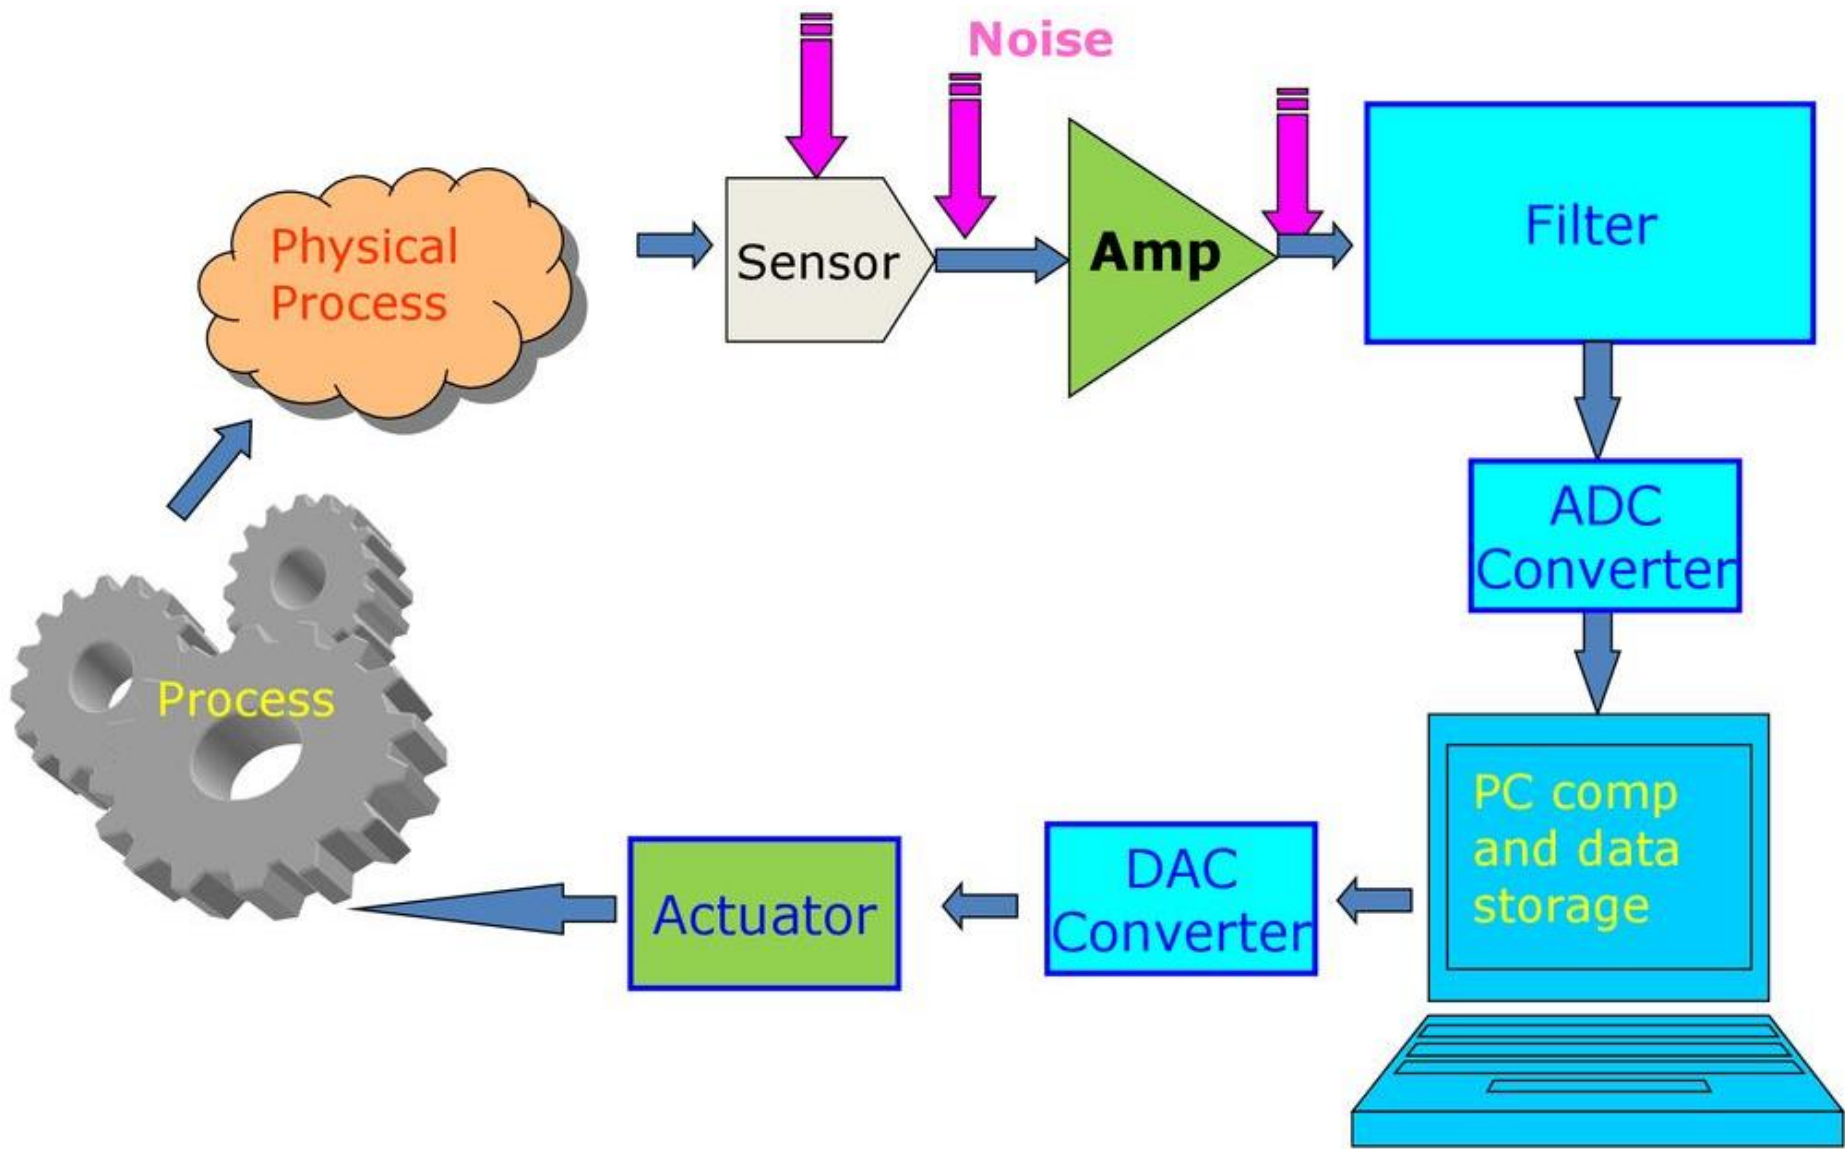 Noise
Physical
Process
Sensor
Amp
Filter
ADC
Converter
PC comp
and data
storage
DAC
Converter
Actuator
Process